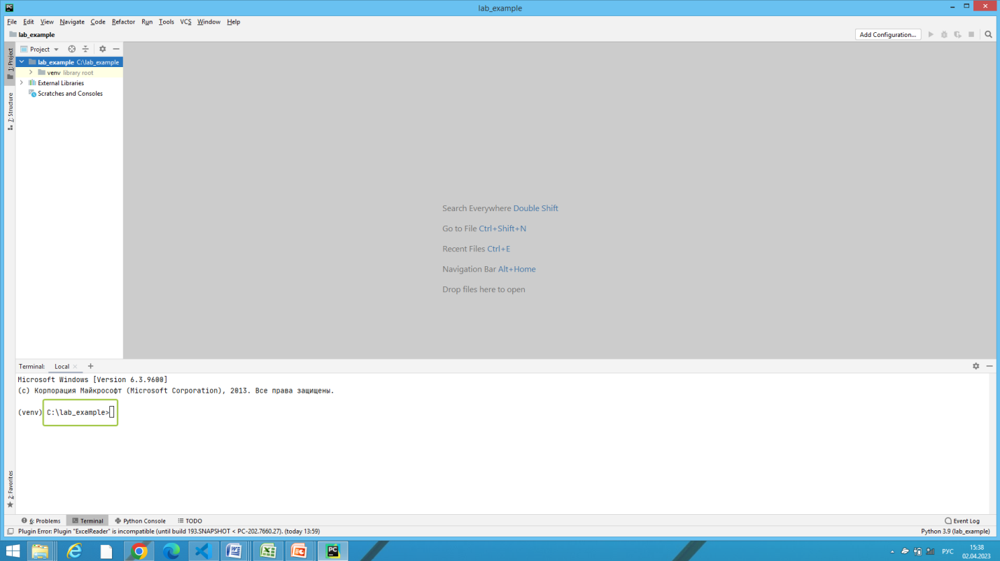 lab_example
File Edit View Navigate Code Refactor Run Tools VCS Window Help
lab_example
Add Configuration...
Project
1: Project
lab_example C:\lab_example
venv library root
External Libraries
Scratches and Consoles
Z: Structure
Search Everywhere Double Shift
Go to File Ctrl+Shift+N
Recent Files Ctrl+E
Navigation Bar Alt+Home
Drop files here to open
Terminal: Local
Microsoft Windows [Version 6.3.9600]
(c) Корпорация Майкрософт (Microsoft Corporation), 2013. Все права защищены.
(venv) C:\lab_example>
2: Favorites
6: Problems Terminal Python Console TODO
Event Log
Plugin Error: Plugin "ExcelReader" is incompatible (until build 193.SNAPSHOT < PC-202.7660.27). (today 13:59)
Python 3.9 (lab_example)
РУС
15:38
02.04.2023